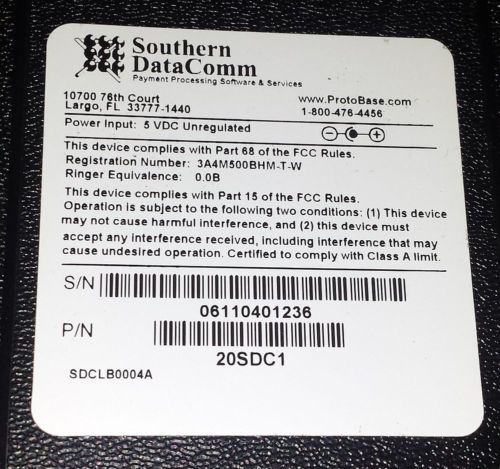 Southern
DataComm
Payment Processing Software & Services
10700 76th Court
Largo, FL 33777-1440
www.ProtoBase.com
1-800-476-4456
Power Input: 5 VDC Unregulated
This device complies with Part 68 of the FCC Rules.
Registration Number: 3A4M500BHM-T-W
Ringer Equivalence: 0.0B
This device complies with Part 15 of the FCC Rules.
Operation is subject to the following two conditions: (1) This device
may not cause harmful interference, and (2) this device must
accept any interference received, including interference that may
cause undesired operation. Certified to comply with Class A limit.
S/N
06110401236
P/N
20SDC1
SDCLB0004A